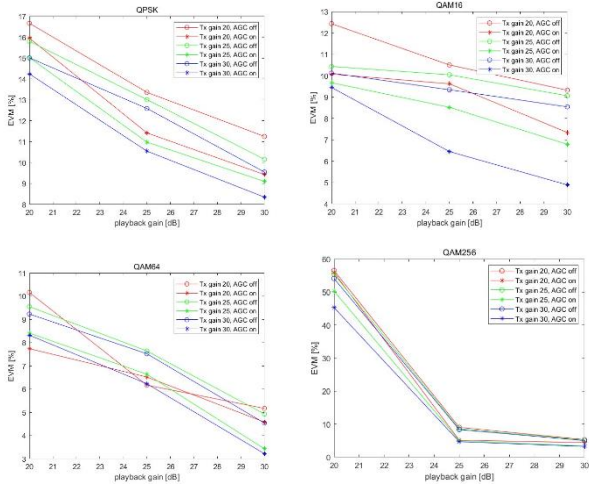 QPSK
17
16
15
14
13
12
11
10
9
8
EVM [%]
20 21 22 23 24 25 26 27 28 29 30
playback gain [dB]
Tx gain 20, AGC off
Tx gain 20, AGC on
Tx gain 25, AGC off
Tx gain 25, AGC on
Tx gain 30, AGC off
Tx gain 30, AGC on
QAM16
13
12
11
10
9
8
7
6
5
4
EVM [%]
20 21 22 23 24 25 26 27 28 29 30
playback gain [dB]
Tx gain 20, AGC off
Tx gain 20, AGC on
Tx gain 25, AGC off
Tx gain 25, AGC on
Tx gain 30, AGC off
Tx gain 30, AGC on
QAM64
11
10
9
8
7
6
5
4
3
EVM [%]
20 21 22 23 24 25 26 27 28 29 30
playback gain [dB]
Tx gain 20, AGC off
Tx gain 20, AGC on
Tx gain 25, AGC off
Tx gain 25, AGC on
Tx gain 30, AGC off
Tx gain 30, AGC on
QAM256
60
50
40
30
20
10
0
EVM [%]
20 21 22 23 24 25 26 27 28 29 30
playback gain [dB]
Tx gain 20, AGC off
Tx gain 20, AGC on
Tx gain 25, AGC off
Tx gain 25, AGC on
Tx gain 30, AGC off
Tx gain 30, AGC on